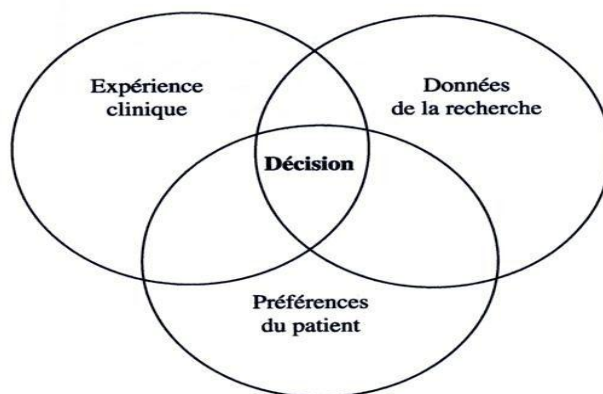 Expérience
clinique
Données
de la recherche
Décision
Préférences
du patient